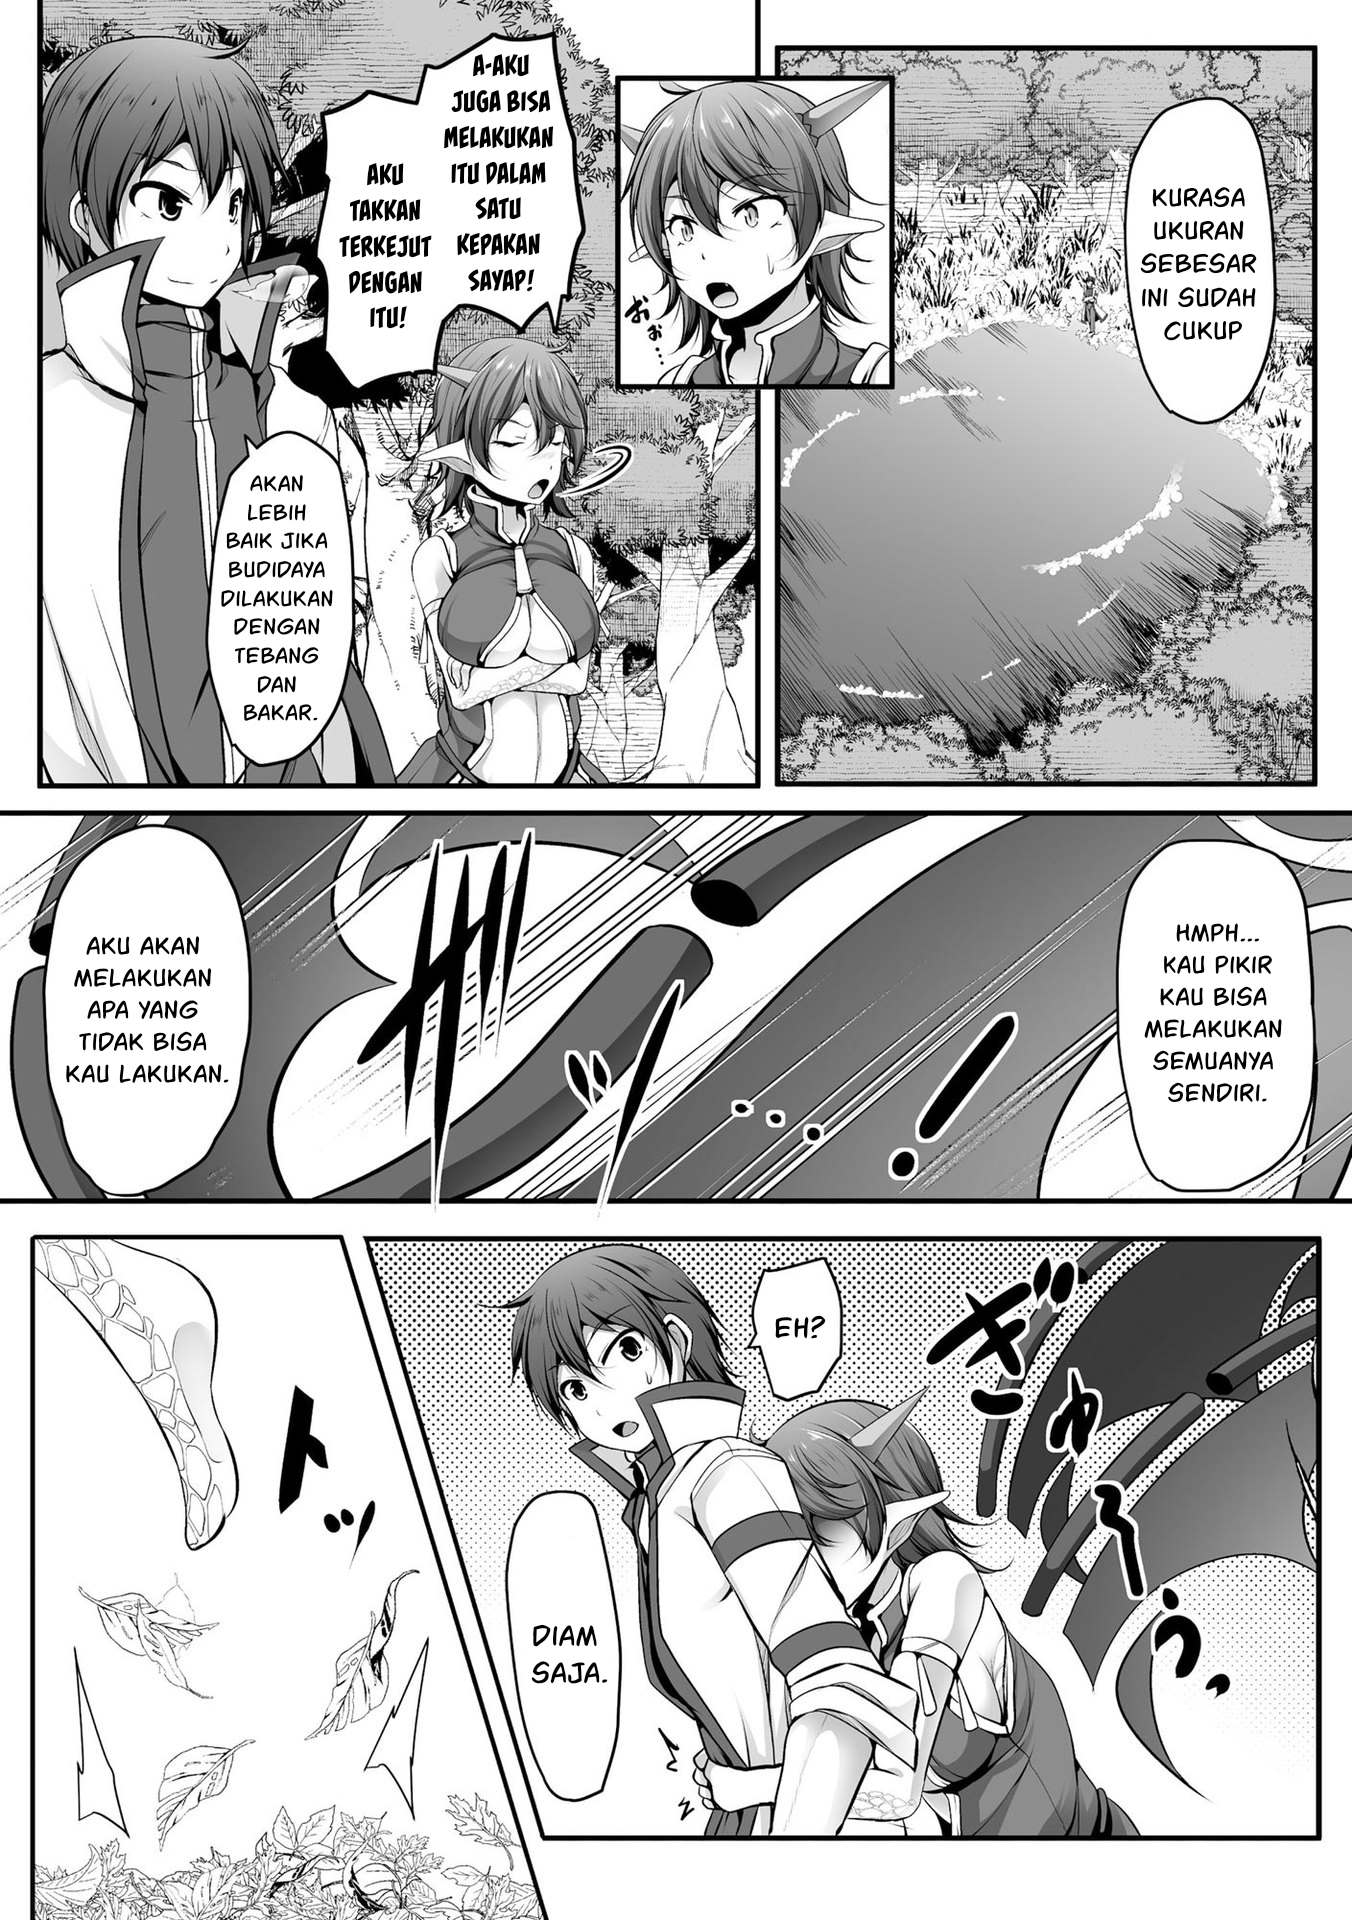 KURASA
UKURAN
SEBESAR
INI SUDAH
CUKUP
おぉ…
A-AKU
JUGA BISA
MELAKUKAN
ITU DALAM
SATU
KEPAKAN
SAYAP!
AKU
TAKKAN
TERKEJUT
DENGAN
ITU!
AKAN
LEBIH
BAIK JIKA
BUDIDAYA
DILAKUKAN
DENGAN
TEBANG
DAN
BAKAR.
HMPH...
KAU PIKIR
KAU BISA
MELAKUKAN
SEMUANYA
SENDIRI.
AKU AKAN
MELAKUKAN
APA YANG
TIDAK BISA
KAU LAKUKAN.
EH?
ぎゅ~う…
DIAM
SAJA.
トッ